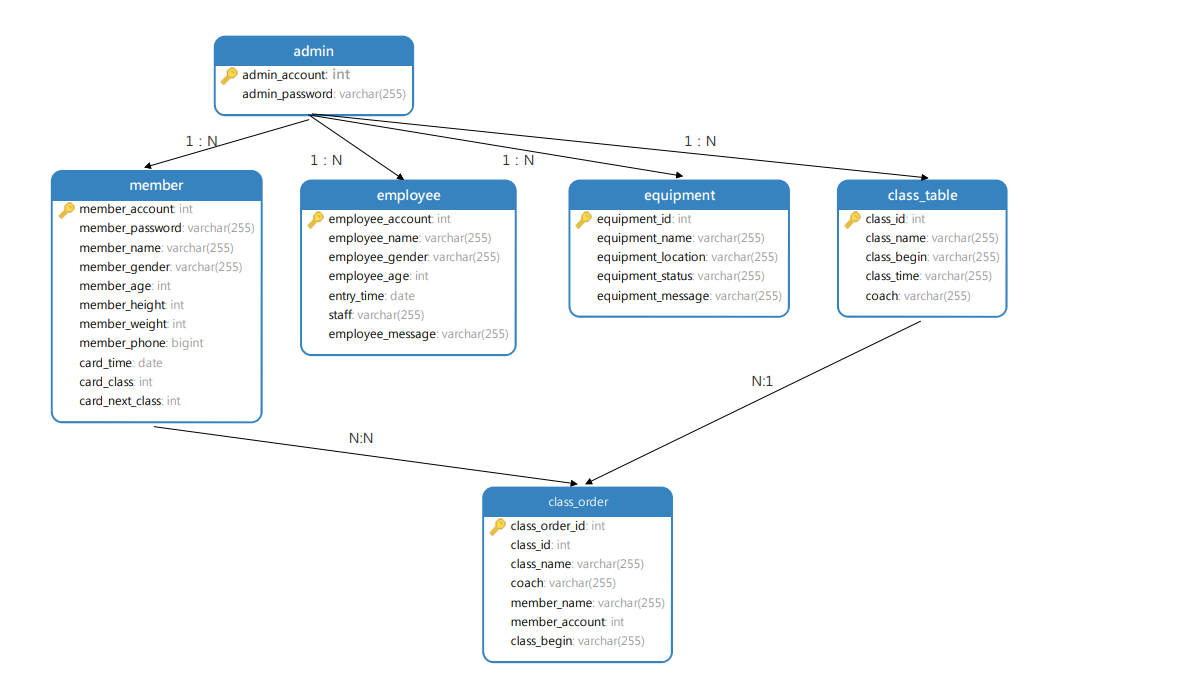 admin
admin_account: int
admin_password: varchar(255)
1 : N
1 : N
1 : N
1 : N
member
member_account: int
member_password: varchar(255)
member_name: varchar(255)
member_gender: varchar(255)
member_age: int
member_height: int
member_weight: int
member_phone: bigint
card_time: date
card_class: int
card_next_class: int
employee
employee_account: int
employee_name: varchar(255)
employee_gender: varchar(255)
employee_age: int
entry_time: date
staff: varchar(255)
employee_message: varchar(255)
equipment
equipment_id: int
equipment_name: varchar(255)
equipment_location: varchar(255)
equipment_status: varchar(255)
equipment_message: varchar(255)
class_table
class_id: int
class_name: varchar(255)
class_begin: varchar(255)
class_time: varchar(255)
coach: varchar(255)
N:1
N:N
class_order
class_order_id: int
class_id: int
class_name: varchar(255)
coach: varchar(255)
member_name: varchar(255)
member_account: int
class_begin: varchar(255)